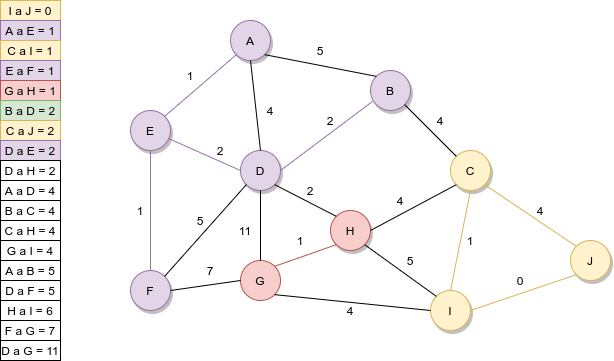 I a J = 0
A a E = 1
C a I = 1
E a F = 1
G a H = 1
B a D = 2
C a J = 2
D a E = 2
D a H = 2
A a D = 4
B a C = 4
C a H = 4
G a I = 4
A a B = 5
D a F = 5
H a I = 6
F a G = 7
D a G = 11
A
5
1
B
4
2
4
E
2
D
C
2
4
4
1
5
11
1
H
1
7
G
5
J
F
0
4
I